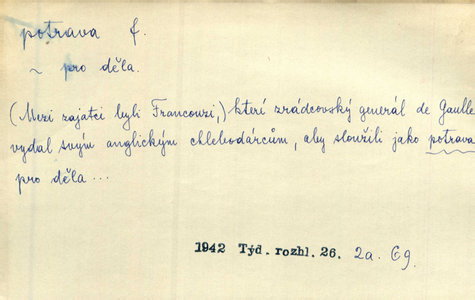 potrava f.
~ pro děla.
(Mezi zajatci byli Francouzi,) kteří zrádcovský generál de Gaulle
vydal svým anglickým chlebodárcům, aby sloužili jako potrava
pro děla...
1942 Týd. rozhl. 26. 2a. 69.